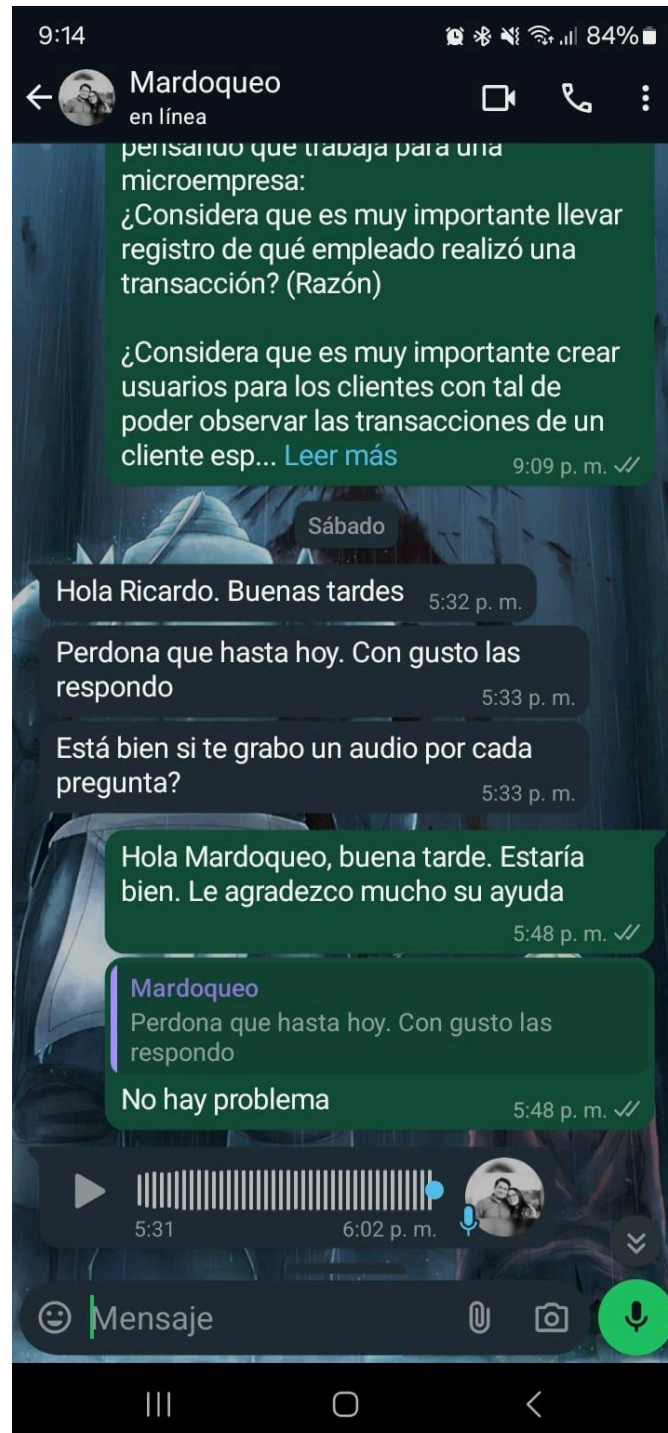 9:14
84%
Mardoqueo
en línea
pensando que trabaja para una
microempresa:
¿Considera que es muy importante llevar
registro de qué empleado realizó una
transacción? (Razón)
¿Considera que es muy importante crear
usuarios para los clientes con tal de
poder observar las transacciones de un
cliente esp... Leer más
9:09 p. m.
Sábado
Hola Ricardo. Buenas tardes
5:32 p. m.
Perdona que hasta hoy. Con gusto las
respondo
5:33 p. m.
Está bien si te grabo un audio por cada
pregunta?
5:33 p. m.
Hola Mardoqueo, buena tarde. Estaría
bien. Le agradezco mucho su ayuda
5:48 p. m.
Mardoqueo
Perdona que hasta hoy. Con gusto las
respondo
No hay problema
5:48 p. m.
5:31
6:02 p. m.
Mensaje